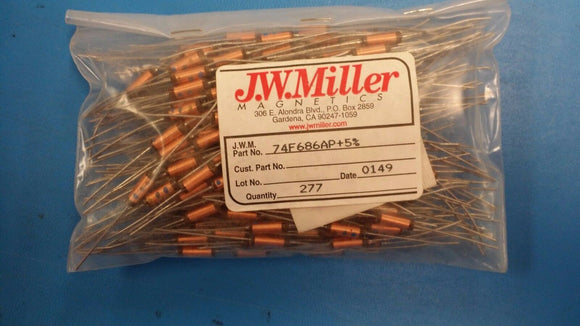 J.W.Miller
MAGNETICS
306 E. Alondra Blvd., P.O. Box 2859
Gardena, CA 90247-1059
www.jwmiller.com
J.W.M.
Part No. 74F686AP+5%
Cust. Part No.
Lot No. Date 0149
Quantity 277